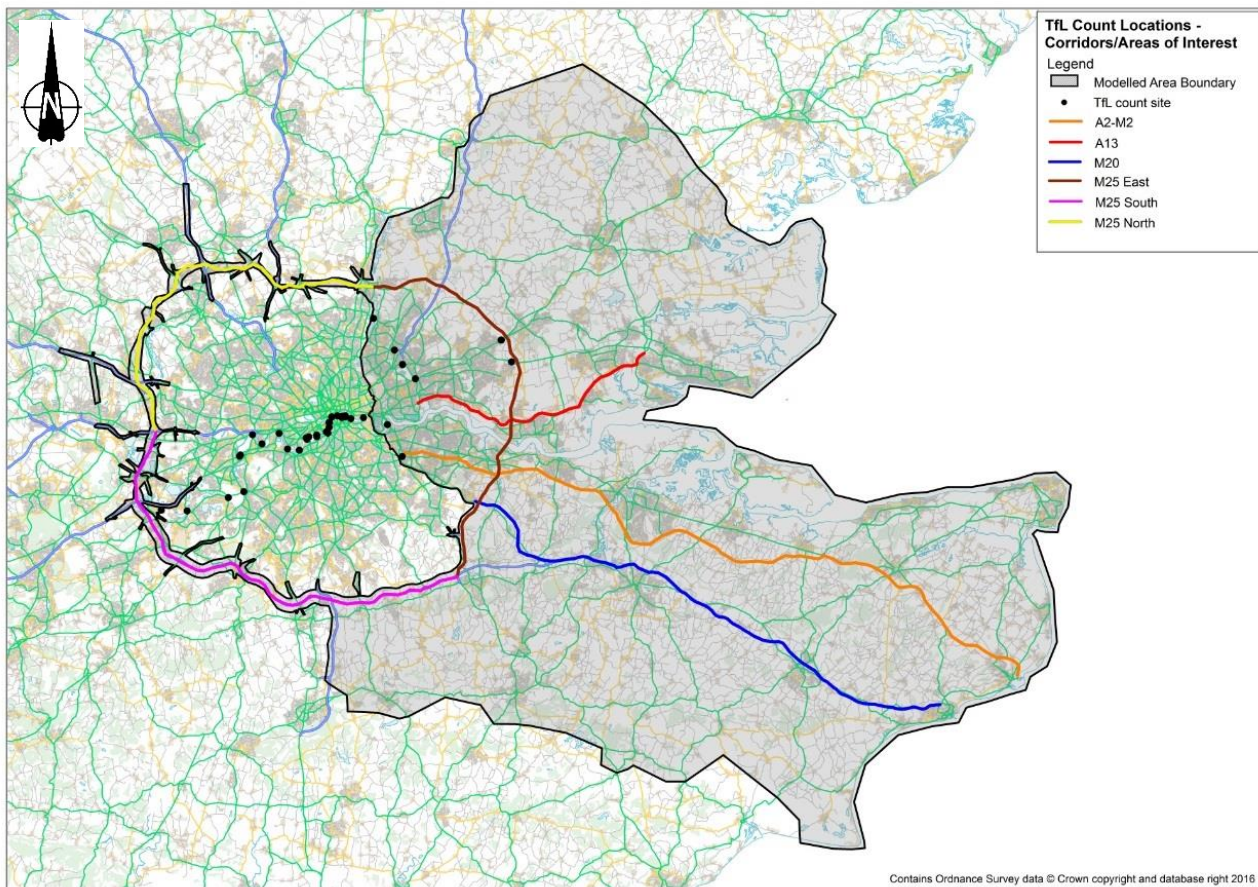 N
TfL Count Locations -
Corridors/Areas of Interest
Legend
Modelled Area Boundary
TfL count site
A2-M2
A13
M20
M25 East
M25 South
M25 North
Contains Ordnance Survey data © Crown copyright and database right 2016